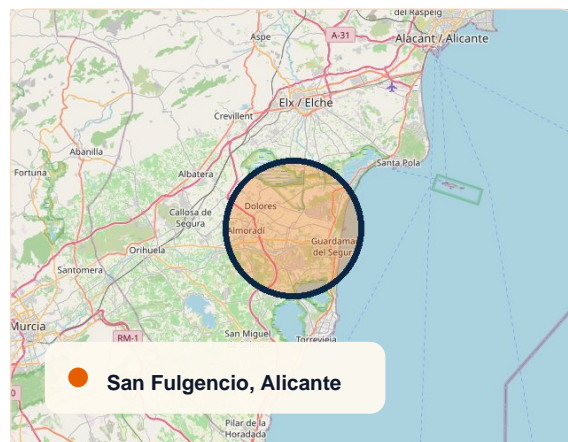 del Raspeig
Alacant / Alicante
Aspe
A-31
Elx / Elche
Crevillent
Abanilla
Santa Pola
Fortuna
Albatera
Dolores
Callosa de
Segura
Almoradí
Guardamar
del Segura
Orihuela
Santomera
Murcia
San Miguel
RM-1
Torrevieja
San Fulgencio, Alicante
Pilar de la
Horadada